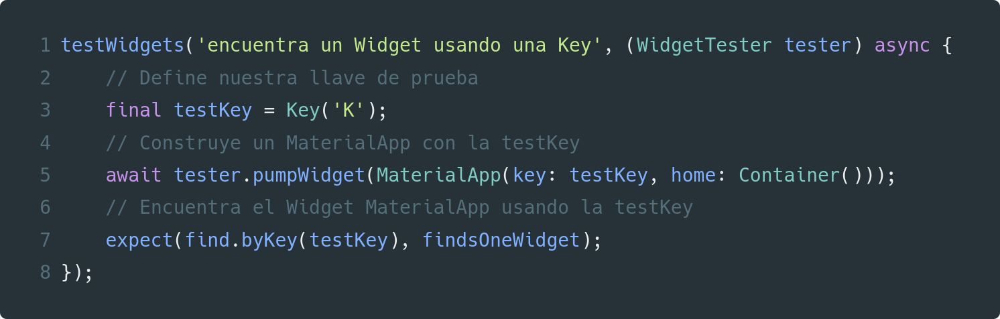 1 testWidgets('encuentra un Widget usando una Key', (WidgetTester tester) async {
2     // Define nuestra llave de prueba
3     final testKey = Key('K');
4     // Construye un MaterialApp con la testKey
5     await tester.pumpWidget(MaterialApp(key: testKey, home: Container()));
6     // Encuentra el Widget MaterialApp usando la testKey
7     expect(find.byKey(testKey), findsOneWidget);
8 });